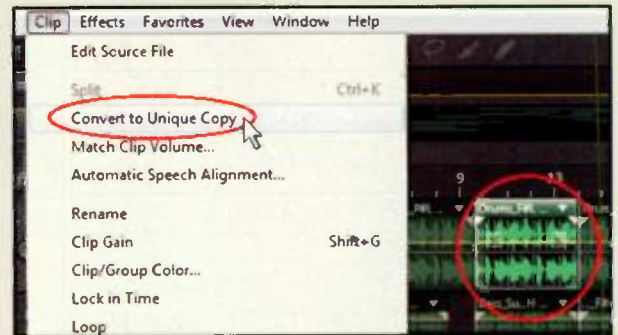 Clip Effects Favorites View Window Help
Edit Source File
Split Ctrl+K
Convert to Unique Copy
Match Clip Volume...
Automatic Speech Alignment...
Rename
Clip Gain Shift+G
Clip/Group Color...
Lock in Time
Loop
9 13